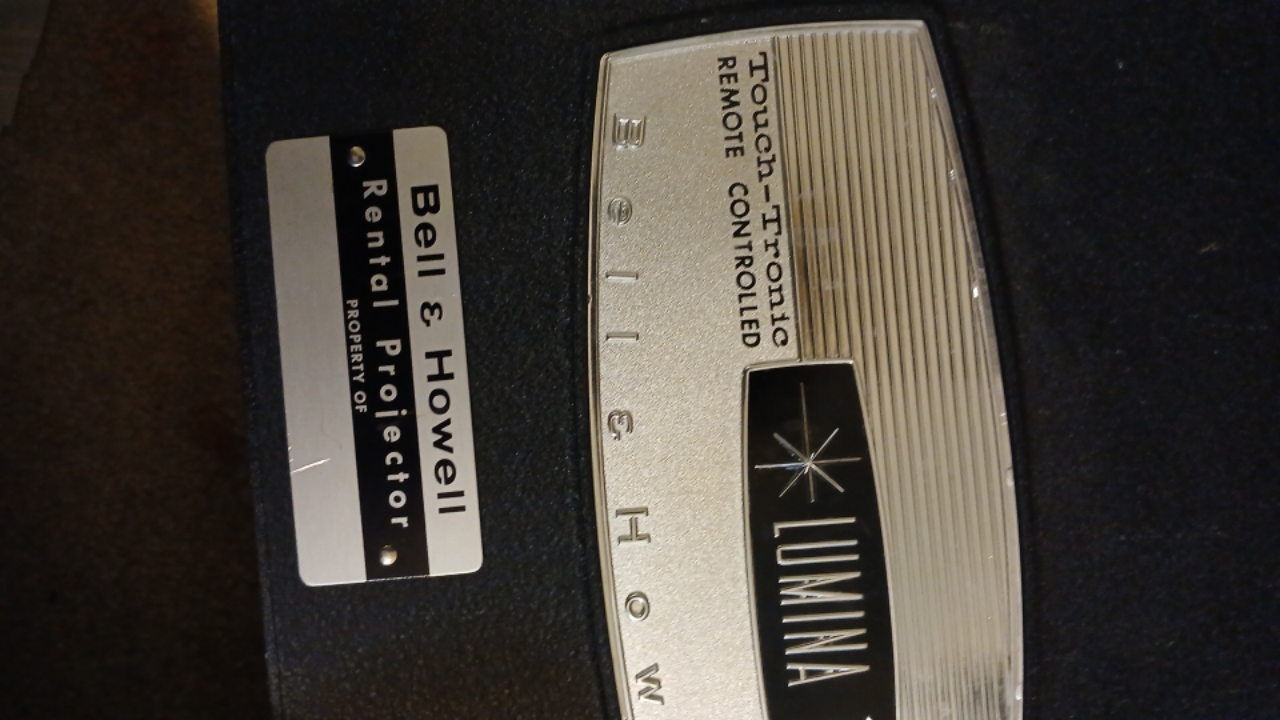 Touch-Tronic
REMOTE CONTROLLED
LUMINA
Bell & How
Bell & Howell
Rental Projector
PROPERTY OF